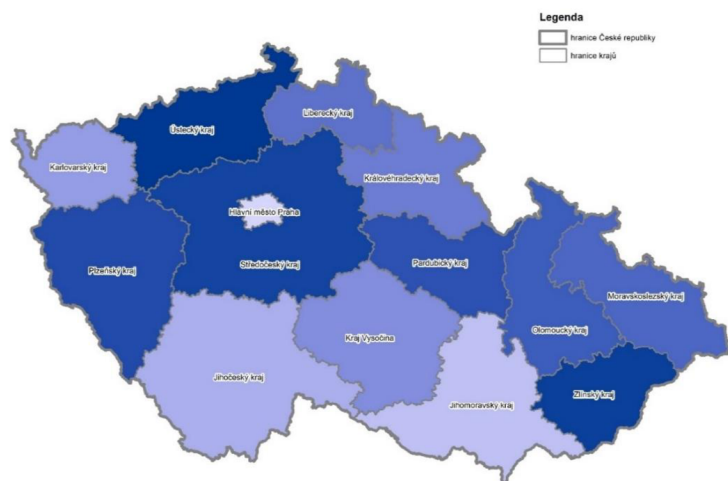 Legenda
hranice České republiky
hranice krajů
Liberecký kraj
Ústecký kraj
Karlovarský kraj
Královéhradecký kraj
Hlavní město Praha
Středočeský kraj
Pardubický kraj
Plzeňský kraj
Moravskoslezský kraj
Olomoucký kraj
Kraj Vysočina
Jihočeský kraj
Zlínský kraj
Jihomoravský kraj